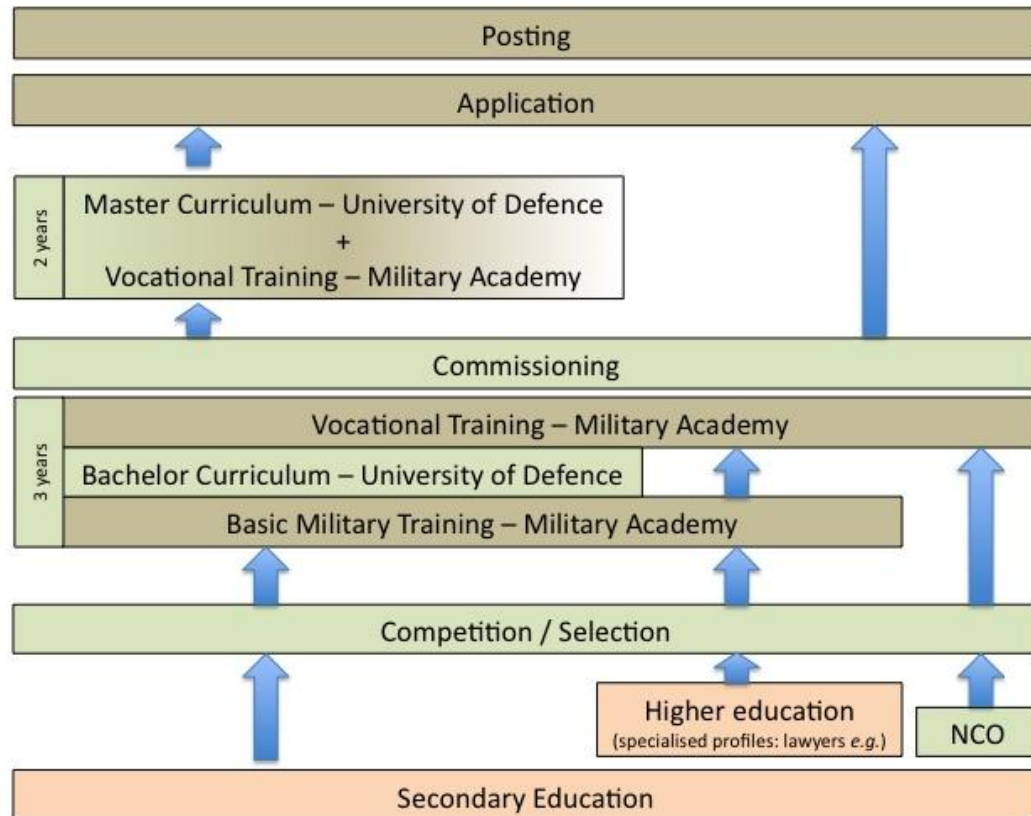 Posting
Application
2 years
Master Curriculum – University of Defence
+
Vocational Training – Military Academy
Commissioning
3 years
Vocational Training – Military Academy
Bachelor Curriculum – University of Defence
Basic Military Training – Military Academy
Competition / Selection
Higher education
(specialised profiles: lawyers e.g.)
NCO
Secondary Education